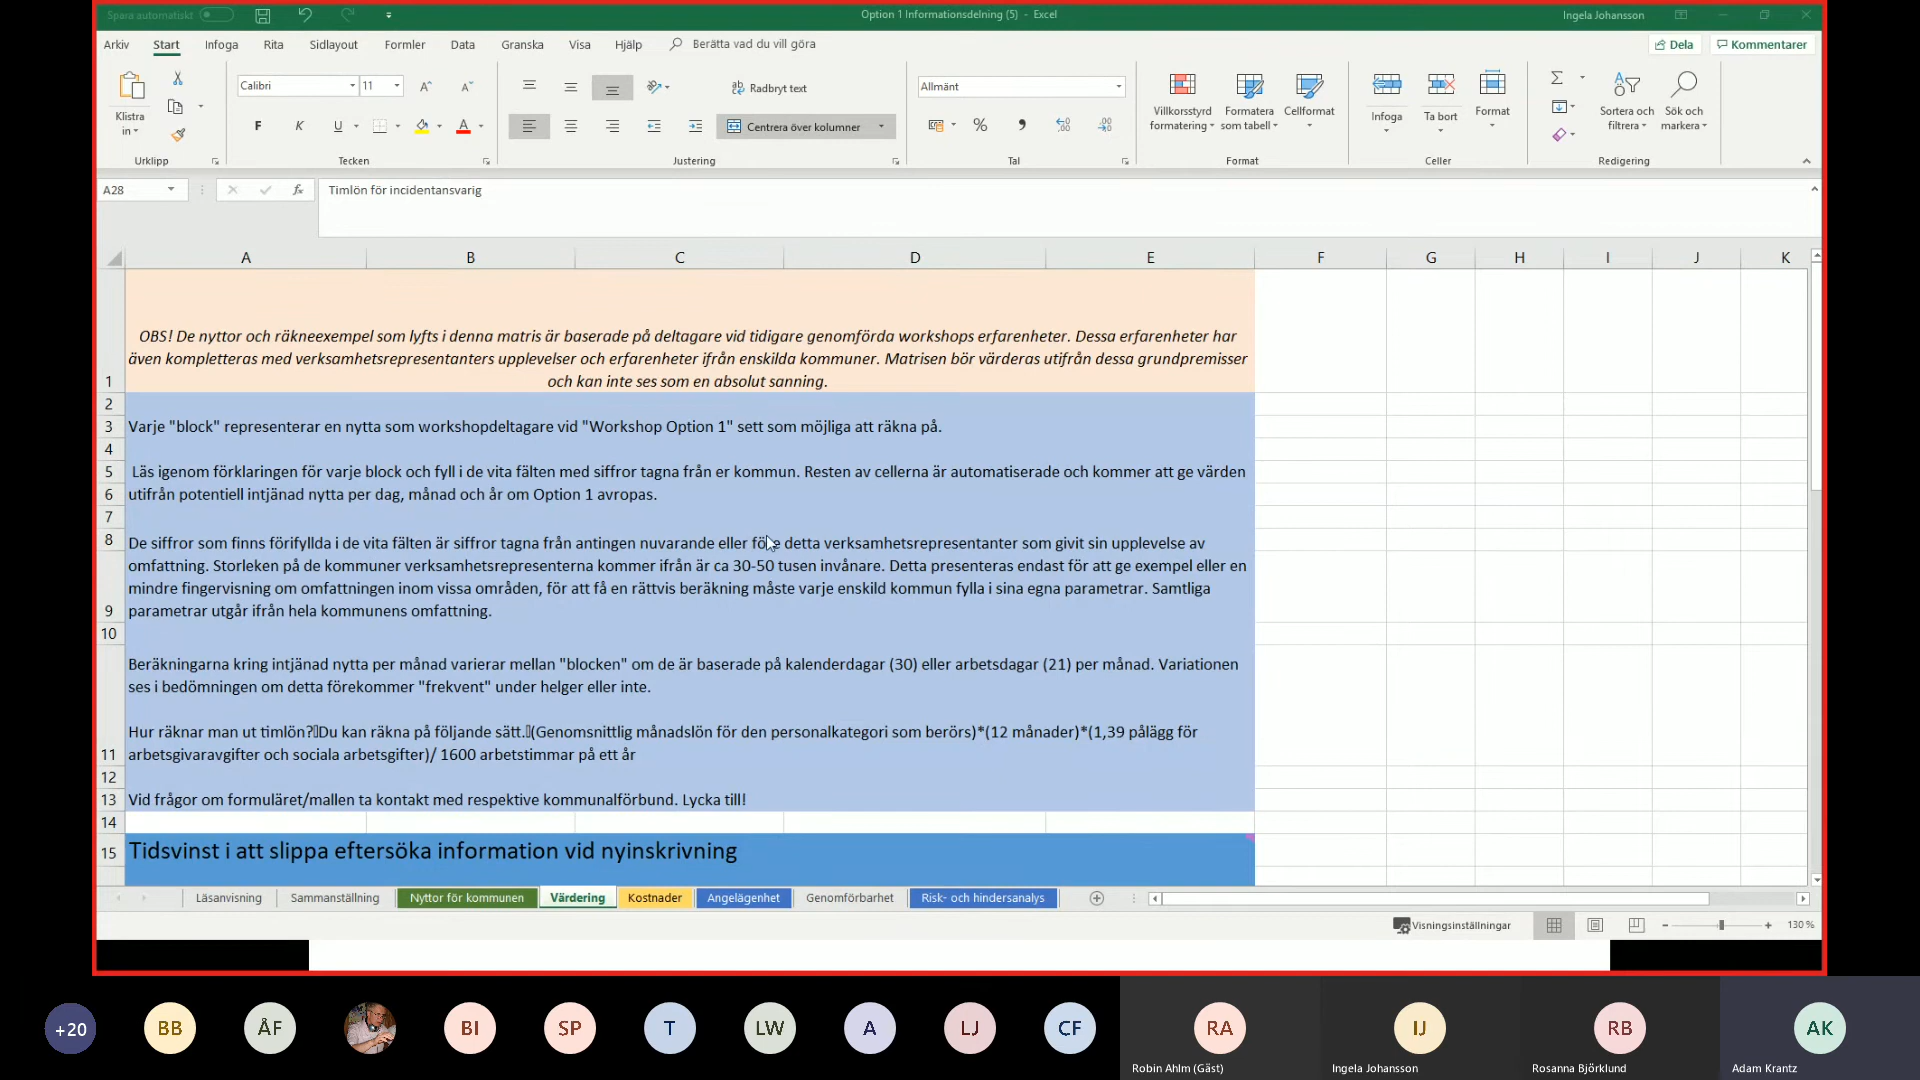 Spara automatiskt
Option 1 Informationsdelning (5) - Excel
Ingela Johansson
Arkiv Start Infoga Rita Sidlayout Formler Data Granska Visa Hjälp Berätta vad du vill göra
Dela Kommentarer
Calibri 11
Radbryt text
Allmänt
Klistra in
F K U A
Centrera över kolumner
%
Villkorsstyrd formatering
Formatera som tabell
Cellformat
Infoga
Ta bort
Format
Sortera och filtrera
Sök och markera
Urklipp Tecken Justering Tal Format Celler Redigering
A28 fx Timlön för incidentansvarig
A B C D E F G H I J K
OBS! De nyttor och räkneexempel som lyfts i denna matris är baserade på deltagare vid tidigare genomförda workshops erfarenheter. Dessa erfarenheter har
även kompletteras med verksamhetsrepresentanters upplevelser och erfarenheter ifrån enskilda kommuner. Matrisen bör värderas utifrån dessa grundpremisser
1 och kan inte ses som en absolut sanning.
2
3 Varje "block" representerar en nytta som workshopdeltagare vid "Workshop Option 1" sett som möjliga att räkna på.
4
5 Läs igenom förklaringen för varje block och fyll i de vita fälten med siffror tagna från er kommun. Resten av cellerna är automatiserade och kommer att ge värden
6 utifrån potentiell intjänad nytta per dag, månad och år om Option 1 avropas.
7
8 De siffror som finns förifyllda i de vita fälten är siffror tagna från antingen nuvarande eller före detta verksamhetsrepresentanter som givit sin upplevelse av
omfattning. Storleken på de kommuner verksamhetsrepresenterna kommer ifrån är ca 30-50 tusen invånare. Detta presenteras endast för att ge exempel eller en
mindre fingervisning om omfattningen inom vissa områden, för att få en rättvis beräkning måste varje enskild kommun fylla i sina egna parametrar. Samtliga
9 parametrar utgår ifrån hela kommunens omfattning.
10
Beräkningarna kring intjänad nytta per månad varierar mellan "blocken" om de är baserade på kalenderdagar (30) eller arbetsdagar (21) per månad. Variationen
ses i bedömningen om detta förekommer "frekvent" under helger eller inte.
Hur räknar man ut timlön? Du kan räkna på följande sätt. (Genomsnittlig månadslön för den personalkategori som berörs)*(12 månader)*(1,39 pålägg för
11 arbetsgivaravgifter och sociala arbetsgifter)/ 1600 arbetstimmar på ett år
12
13 Vid frågor om formuläret/mallen ta kontakt med respektive kommunalförbund. Lycka till!
14
15 Tidsvinst i att slippa eftersöka information vid nyinskrivning
Läsanvisning Sammanställning Nyttor för kommunen Värdering Kostnader Angelägenhet Genomförbarhet Risk- och hindersanalys
Visningsinställningar 130 %
+20 BB ÅF BI SP T LW A LJ CF RA IJ RB AK
Robin Ahlm (Gäst) Ingela Johansson Rosanna Björklund Adam Krantz